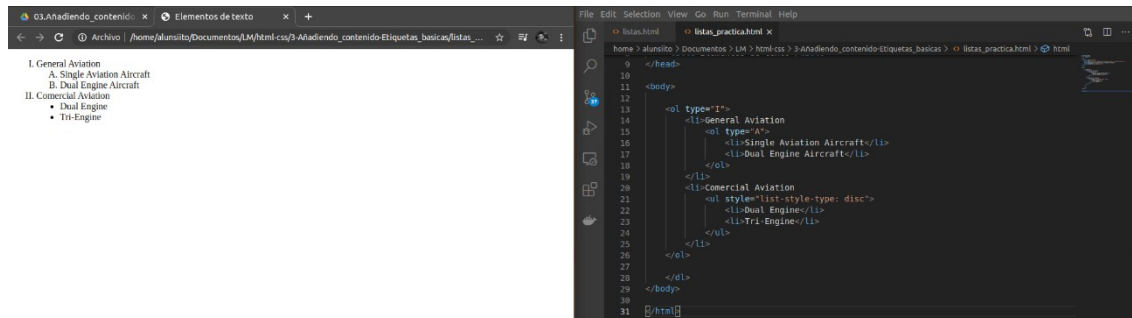 03.Añadiendo_contenido
Elementos de texto
Archivo | /home/alunsiito/Documentos/LM/html-css/3-Añadiendo_contenido-Etiquetas_basicas/listas_...
I. General Aviation
A. Single Aviation Aircraft
B. Dual Engine Aircraft
II. Comercial Aviation
• Dual Engine
• Tri-Engine
File Edit Selection View Go Run Terminal Help
listas.html listas_practica.html
home > alunsiito > Documentos > LM > html-css > 3-Añadiendo_contenido-Etiquetas_basicas > listas_practica.html > html
9 </head>
10
11 <body>
12
13 <ol type="I">
14 <li>General Aviation
15 <ol type="A">
16 <li>Single Aviation Aircraft</li>
17 <li>Dual Engine Aircraft</li>
18 </ol>
19 </li>
20 <li>Comercial Aviation
21 <ul style="list-style-type: disc">
22 <li>Dual Engine</li>
23 <li>Tri-Engine</li>
24 </ul>
25 </li>
26 </ol>
27
28 </dl>
29 </body>
30
31 </html>
37